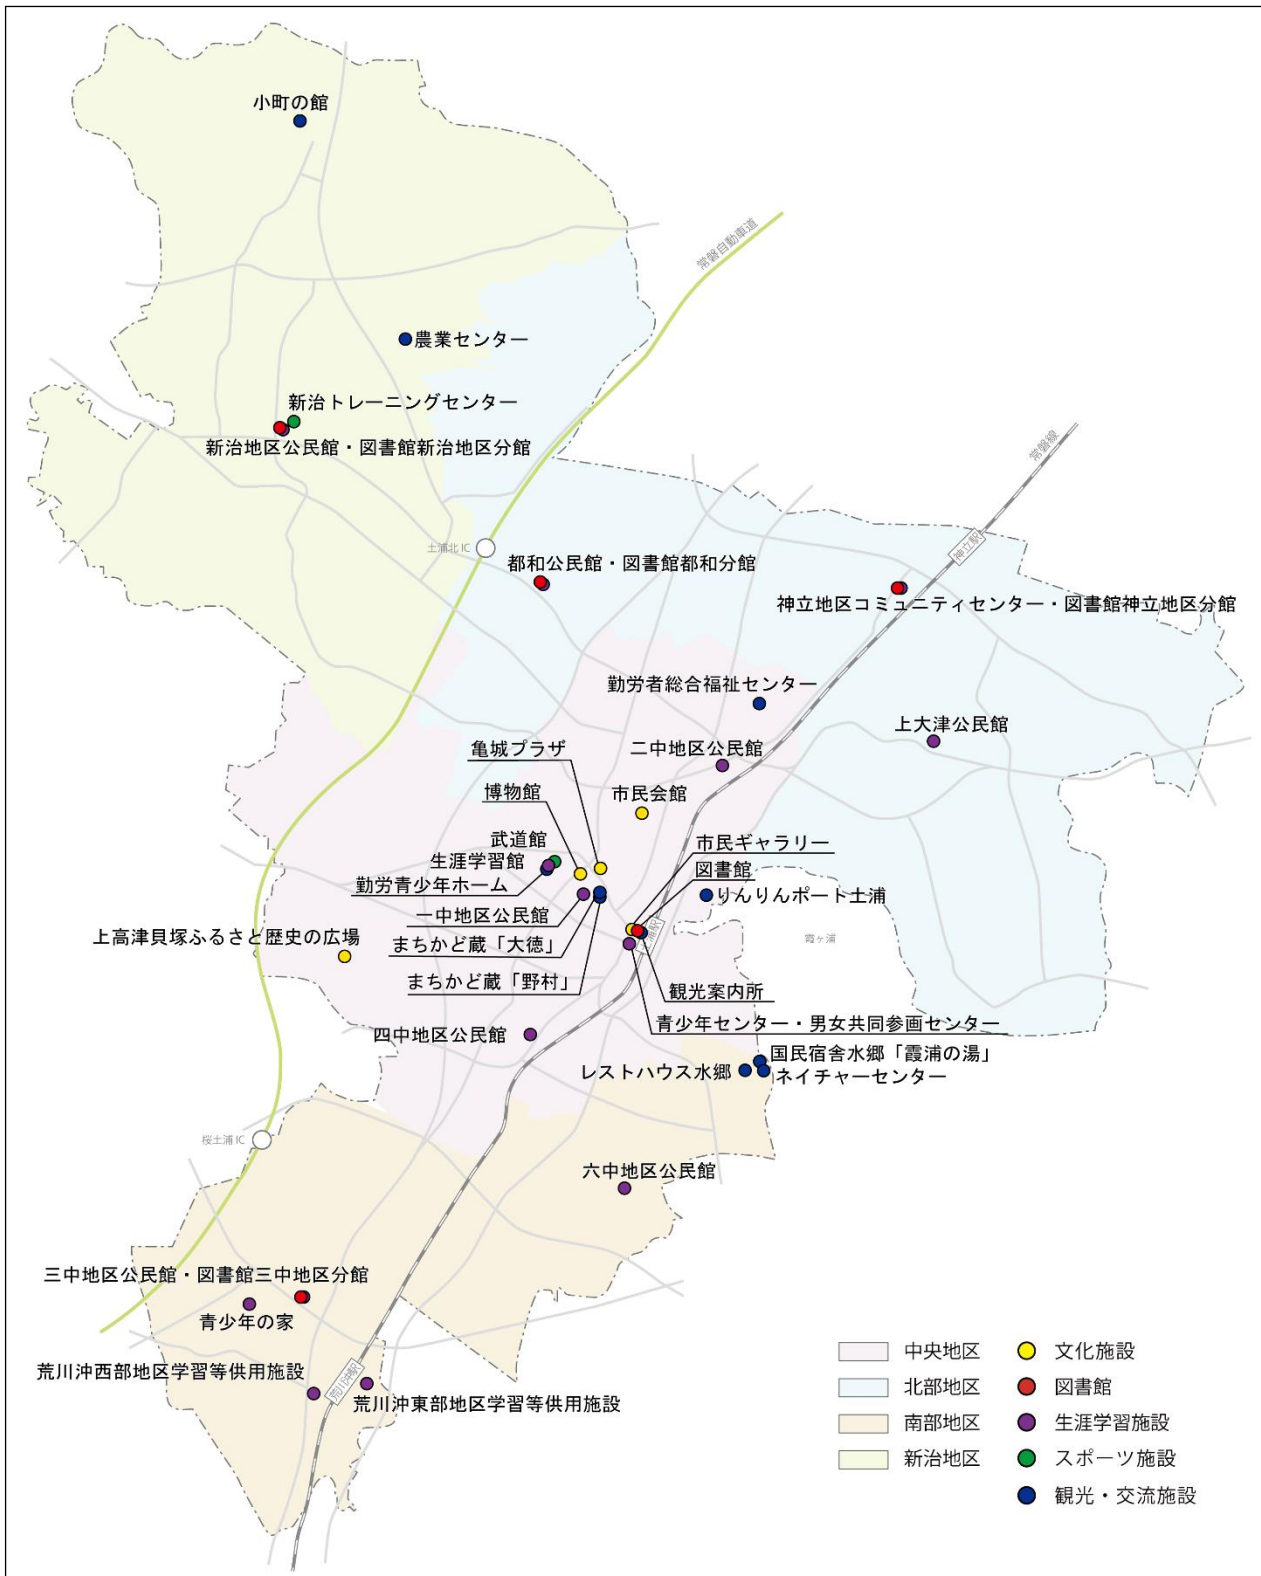 小町の館
常磐自動車道
農業センター
新治トレーニングセンター
新治地区公民館・図書館新治地区分館
常磐線
土浦北 IC
神立駅
都和公民館・図書館都和分館
神立地区コミュニティセンター・図書館神立地区分館
勤労者総合福祉センター
上大津公民館
亀城プラザ
二中地区公民館
博物館
市民会館
武道館
市民ギャラリー
生涯学習館
図書館
勤労青少年ホーム
りんりんポート土浦
一中地区公民館
上高津貝塚ふるさと歴史の広場
まちかど蔵「大徳」
土浦駅
霞ヶ浦
まちかど蔵「野村」
観光案内所
青少年センター・男女共同参画センター
四中地区公民館
国民宿舎水郷「霞浦の湯」
レストハウス水郷
ネイチャーセンター
桜土浦 IC
六中地区公民館
三中地区公民館・図書館三中地区分館
青少年の家
荒川沖西部地区学習等供用施設
荒川沖駅
荒川沖東部地区学習等供用施設
中央地区
北部地区
南部地区
新治地区
文化施設
図書館
生涯学習施設
スポーツ施設
観光・交流施設